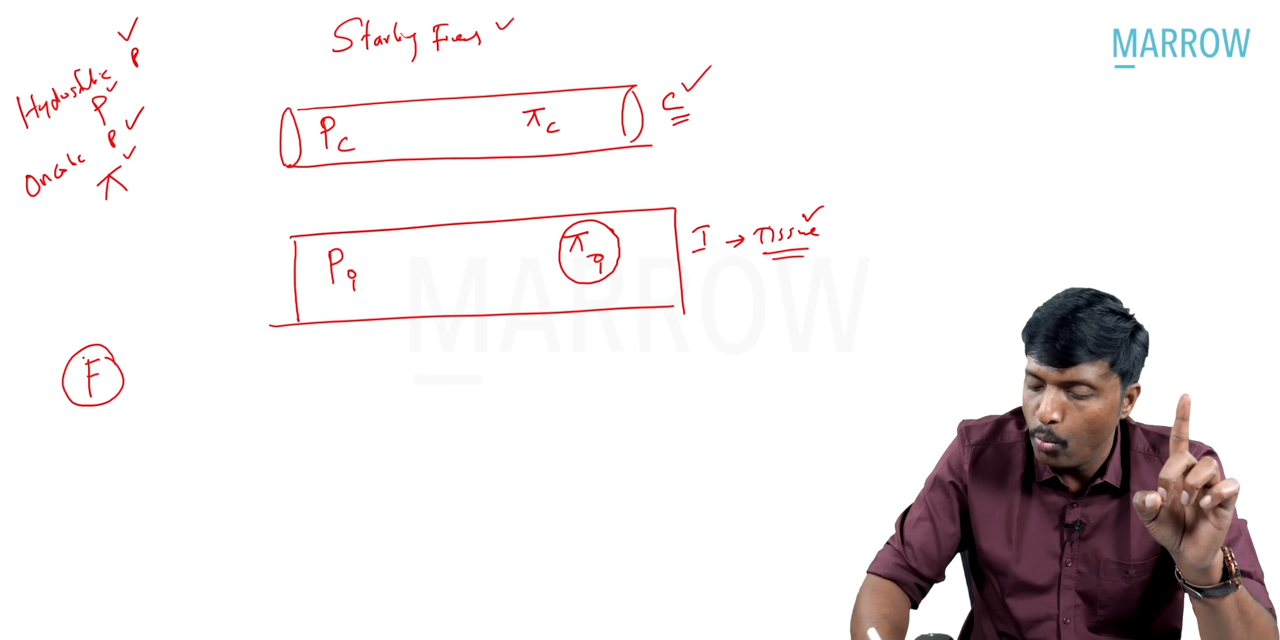 MARROW
Starling Forces
Hydrostatic P
P
Oncotic P
π
Pc
πc
C
Pi
πi
I → Tissue
MARROW
F